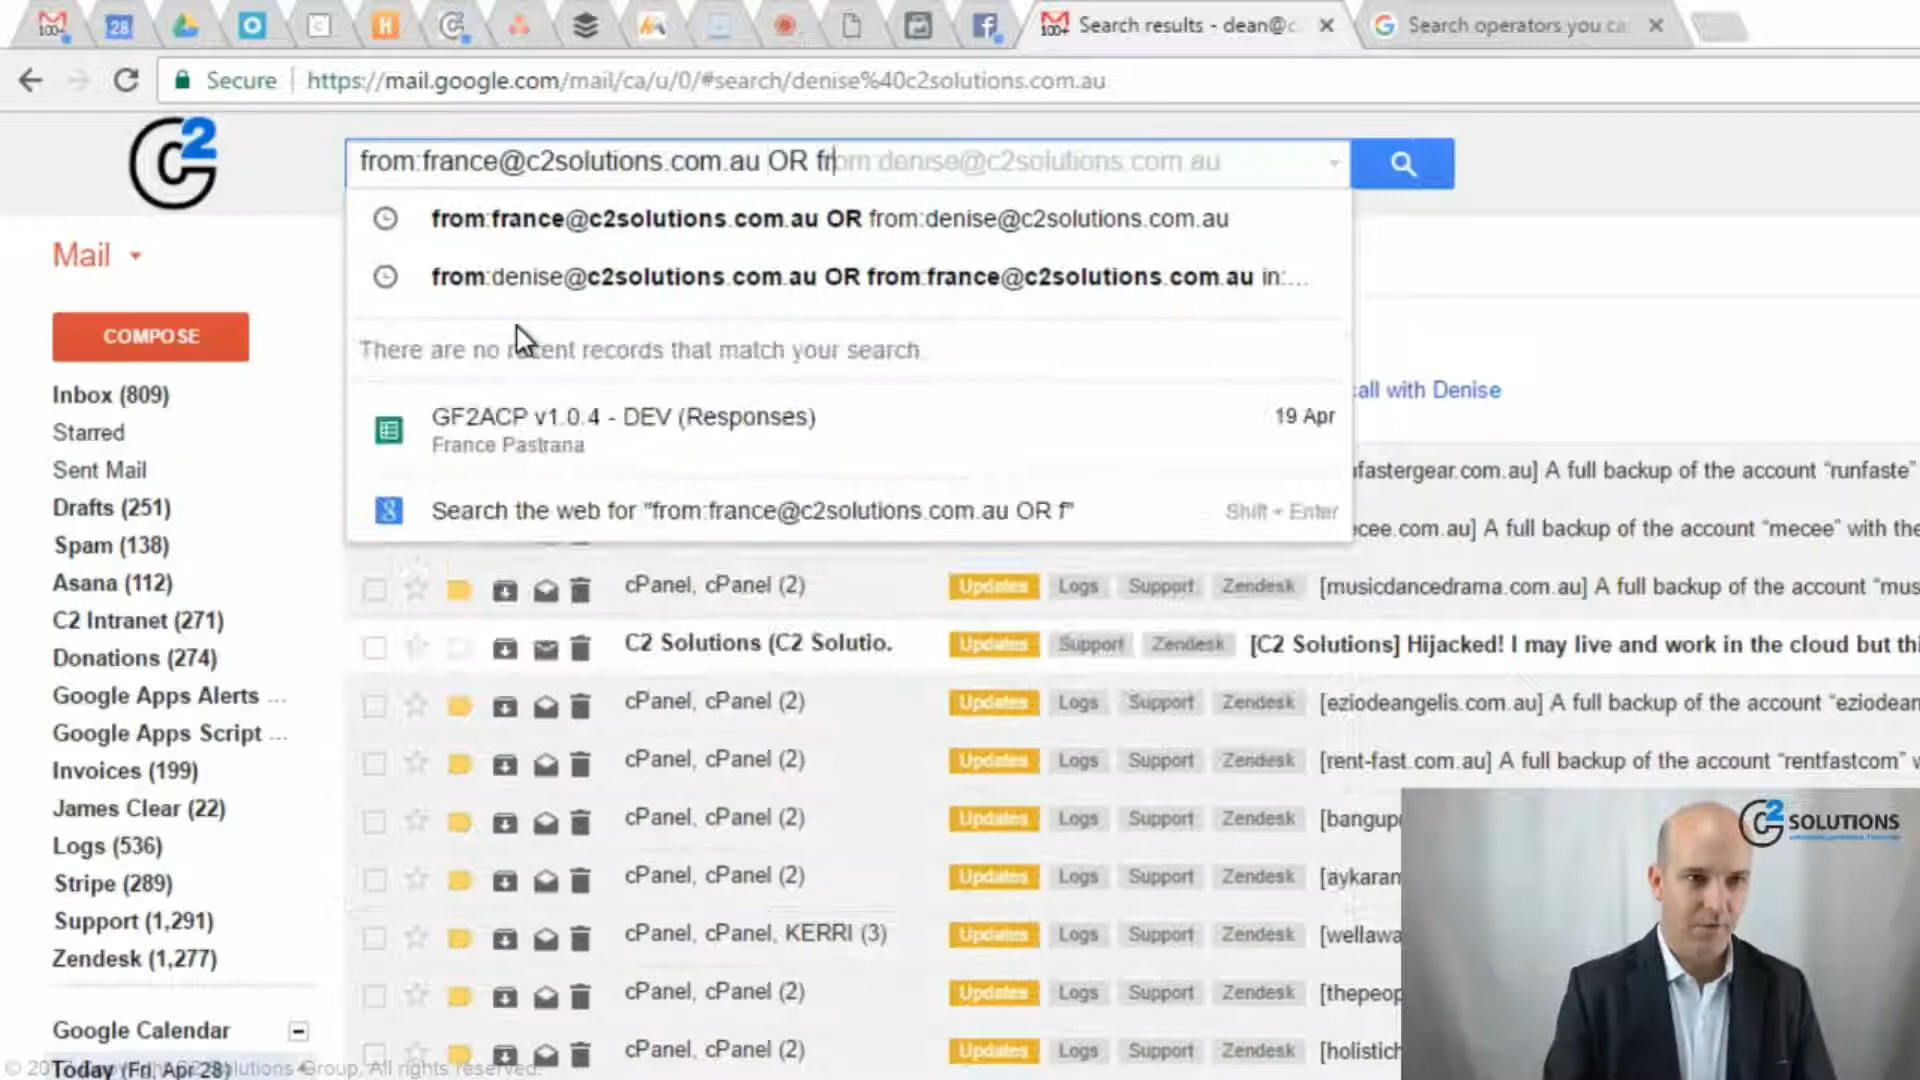 100+
28
Search results - dean@c
Search operators you ca
Secure
https://mail.google.com/mail/ca/u/0/#search/denise%40c2solutions.com.au
C2
from:france@c2solutions.com.au OR from:denise@c2solutions.com.au
from:france@c2solutions.com.au OR from:denise@c2solutions.com.au
from:denise@c2solutions.com.au OR from:france@c2solutions.com.au in:...
There are no recent records that match your search
GF2ACP v1.0.4 - DEV (Responses)
19 Apr
France Pastrana
Search the web for "from:france@c2solutions.com.au OR f"
Shift + Enter
Mail
COMPOSE
Inbox (809)
Starred
Sent Mail
Drafts (251)
Spam (138)
Asana (112)
C2 Intranet (271)
Donations (274)
Google Apps Alerts ...
Google Apps Script ...
Invoices (199)
James Clear (22)
Logs (536)
Stripe (289)
Support (1,291)
Zendesk (1,277)
Google Calendar
Today (Fri, Apr 28)
call with Denise
fastergear.com.au] A full backup of the account “runfaste”
cee.com.au] A full backup of the account “mecee” with the
cPanel, cPanel (2) Updates Logs Support Zendesk [musicdancedrama.com.au] A full backup of the account “mus
C2 Solutions (C2 Solutio. Updates Support Zendesk [C2 Solutions] Hijacked! I may live and work in the cloud but thi
cPanel, cPanel (2) Updates Logs Support Zendesk [eziodeangelis.com.au] A full backup of the account “eziodean
cPanel, cPanel (2) Updates Logs Support Zendesk [rent-fast.com.au] A full backup of the account “rentfastcom” w
cPanel, cPanel (2) Updates Logs Support Zendesk [bangup
cPanel, cPanel (2) Updates Logs Support Zendesk [aykaran
cPanel, cPanel, KERRI (3) Updates Logs Support Zendesk [wellawa
cPanel, cPanel (2) Updates Logs Support Zendesk [thepeop
cPanel, cPanel (2) Updates Logs Support Zendesk [holistich
C2 SOLUTIONS